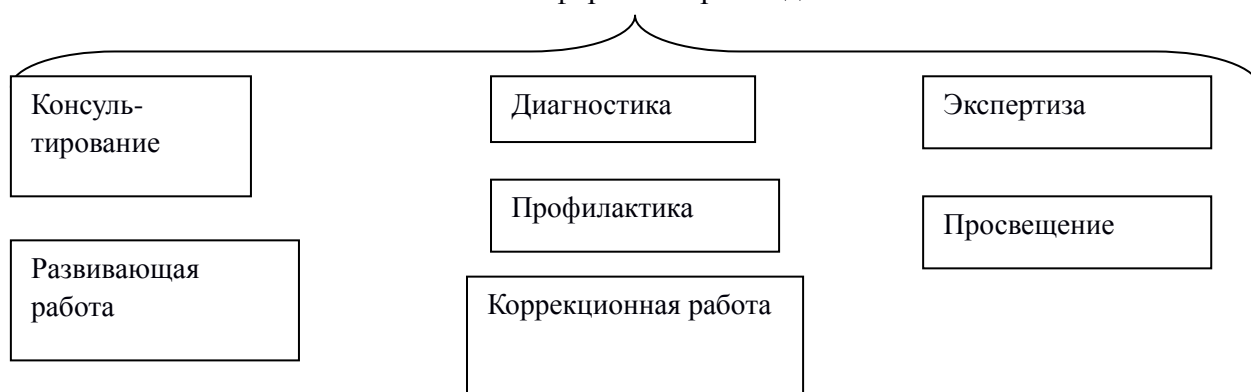 Консуль-
тирование
Диагностика
Экспертиза
Профилактика
Просвещение
Развивающая
работа
Коррекционная работа